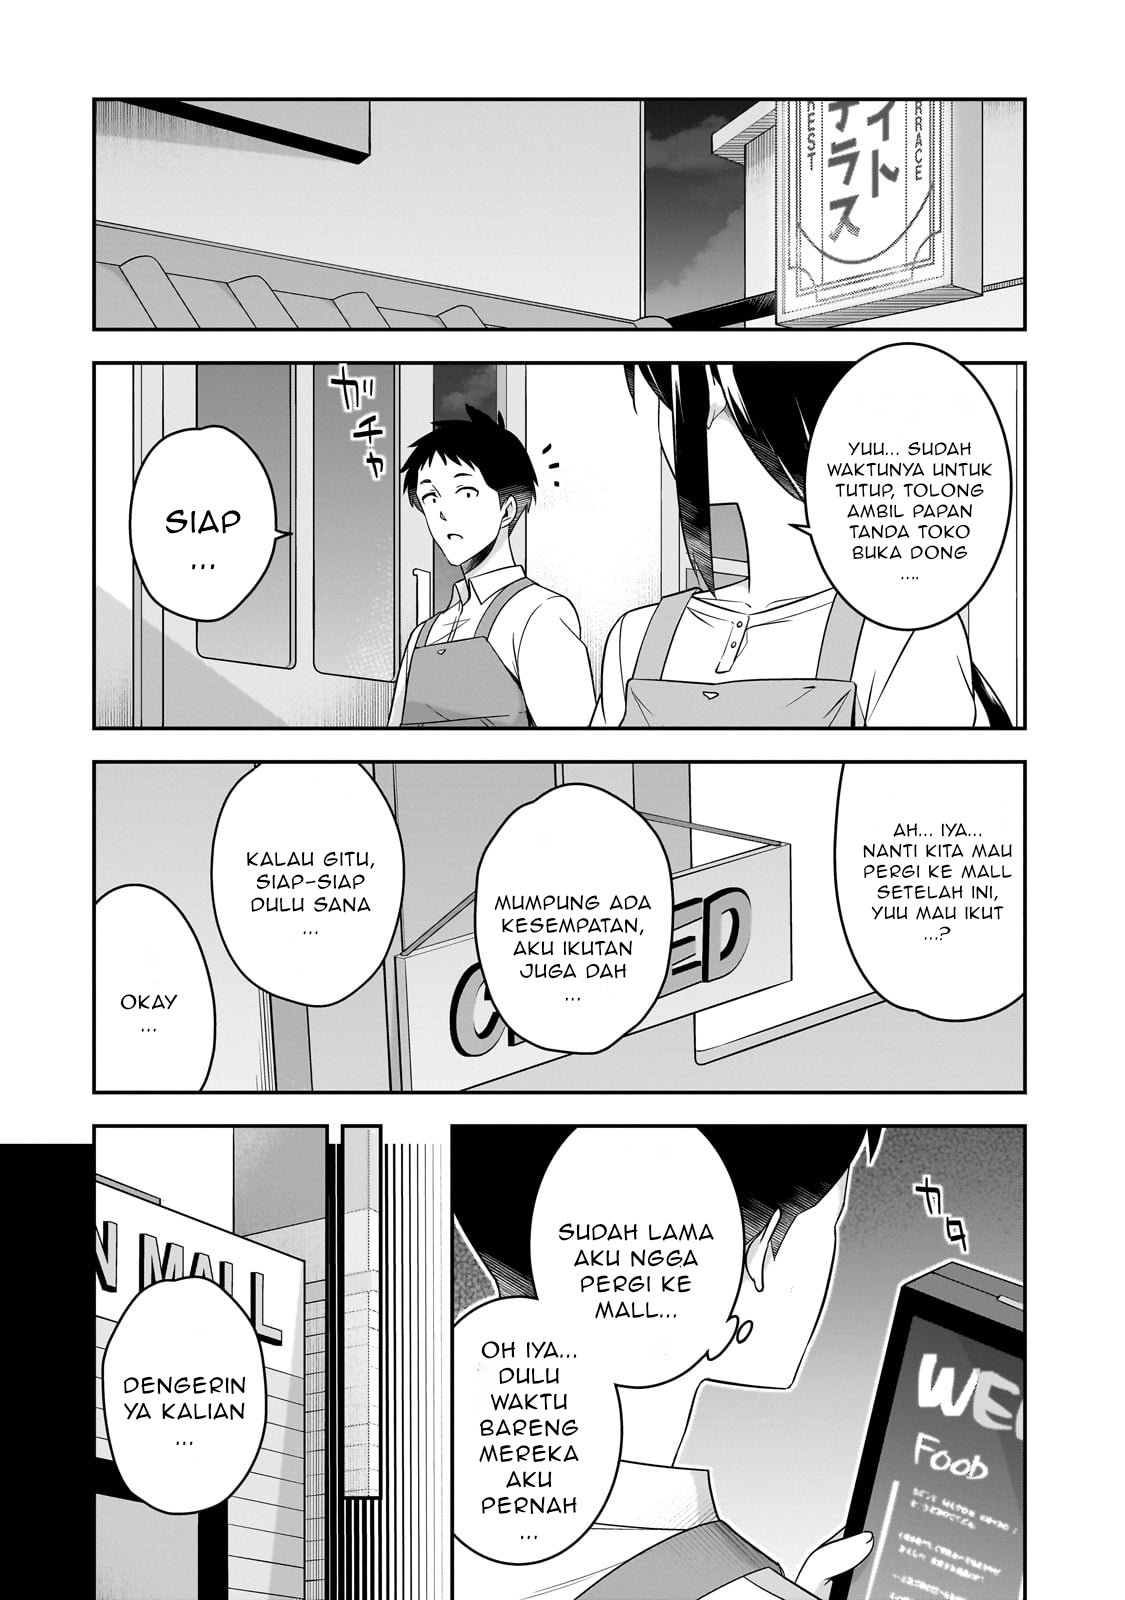 イト
テラス
RRACE
REST
YUU... SUDAH
WAKTUNYA UNTUK
TUTUP, TOLONG
AMBIL PAPAN
TANDA TOKO
BUKA DONG
....
ガチャ
SIAP
...
AH... IYA...
NANTI KITA MAU
PERGI KE MALL
SETELAH INI,
YUU MAU IKUT
...?
MUMPUNG ADA
KESEMPATAN,
AKU IKUTAN
JUGA DAH
...
KALAU GITU,
SIAP-SIAP
DULU SANA
...
OKAY
...
C
ED
カタ
SUDAH LAMA
AKU NGGA
PERGI KE
MALL...
OH IYA...
DULU
WAKTU
BARENG
MEREKA
AKU
PERNAH
...
WE
FOOD
N MALL
DENGERIN
YA KALIAN
...